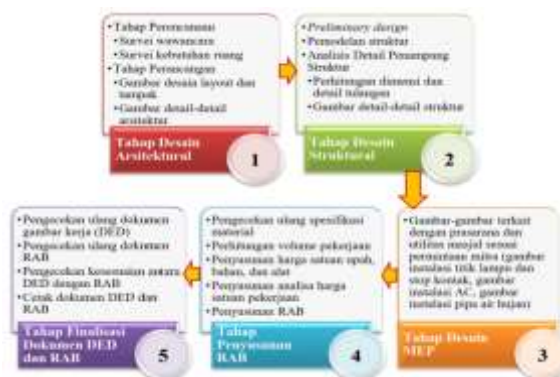 •Tahap Perencanaan
•Survei wawancara
•Survei kebutuhan ruang
•Tahap Perancangan
•Gambar desain layout dan
tampak
•Gambar detail-detail
arsitektur
Tahap Desain
Arsitektural
1
•Preliminary design
•Pemodelan struktur
•Analisis Detail Penampang
Struktur
•Perhitungan dimensi dan
detail tulangan
•Gambar detail-detail struktur
Tahap Desain
Struktural
2
•Gambar-gambar terkait
dengan prasarana dan
utilitas masjid sesuai
permintaan mitra (gambar
instalasi titik lampu dan
stop kontak, gambar
instalasi AC, gambar
instalasi pipa air hujan)
Tahap Desain
MEP
3
•Pengecekan ulang spesifikasi
material
•Perhitungan volume pekerjaan
•Penyusunan harga satuan upah,
bahan, dan alat
•Penyusunan analisa harga
satuan pekerjaan
•Penyusunan RAB
Tahap
Penyusunan
RAB
4
•Pengecekan ulang dokumen
gambar kerja (DED)
•Pengecekan ulang dokumen
RAB
•Pengecekan kesesuaian antara
DED dengan RAB
•Cetak dokumen DED dan
RAB
Tahap Finalisasi
Dokumen DED
dan RAB
5